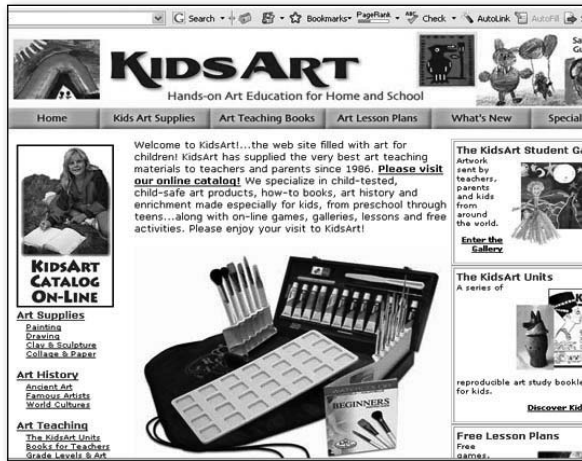 Search
Bookmarks
PageRank
Check
AutoLink
AutoFill
KIDSART
Hands-on Art Education for Home and School
Home
Kids Art Supplies
Art Teaching Books
Art Lesson Plans
What's New
Special
KIDSART
CATALOG
ON-LINE
Art Supplies
Painting
Drawing
Clay & Sculpture
Collage & Paper
Art History
Ancient Art
Famous Artists
World Cultures
Art Teaching
The KidsArt Units
Books for Teachers
Grade Levels & Art
Welcome to KidsArt!...the web site filled with art for
children! KidsArt has supplied the very best art teaching
materials to teachers and parents since 1986. Please visit
our online catalog! We specialize in child-tested,
child-safe art products, how-to books, art history and
enrichment made especially for kids, from preschool through
teens...along with on-line games, galleries, lessons and free
activities. Please enjoy your visit to KidsArt!
BEGINNERS
The KidsArt Student Ga
Artwork
sent by
teachers,
parents
and kids
from
around
the world.
Enter the
Gallery
The KidsArt Units
A series of
reproducible art study bookle
for kids.
Discover Kid
Free Lesson Plans
Free
games,